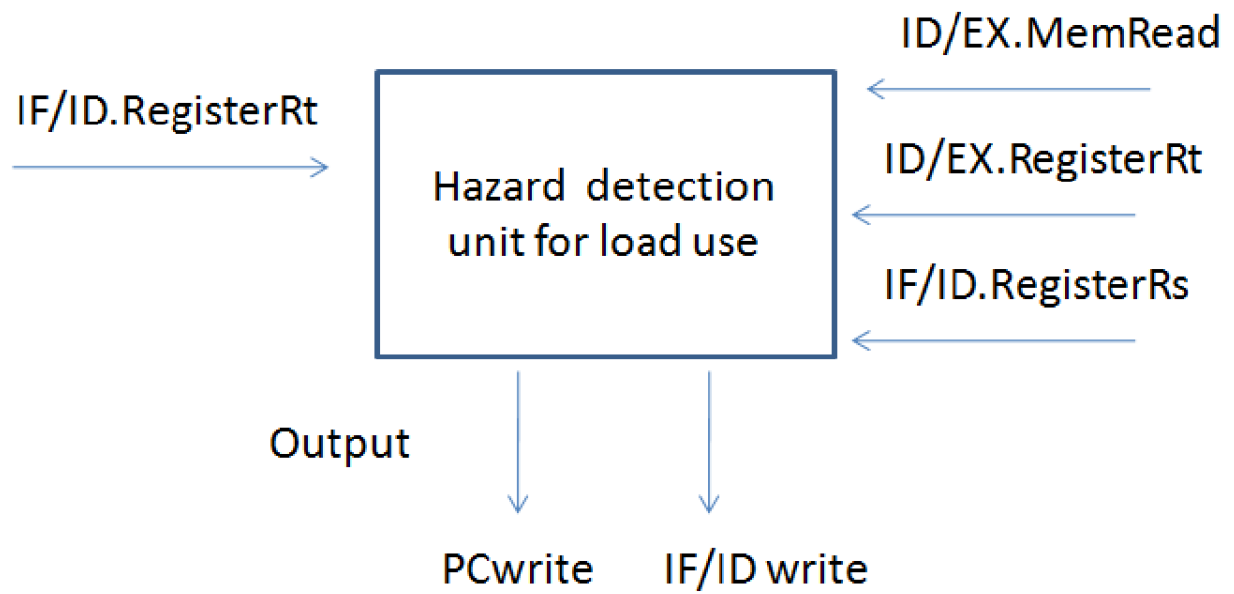 ID/EX.MemRead
IF/ID.RegisterRt
ID/EX.RegisterRt
Hazard detection
unit for load use
IF/ID.RegisterRs
Output
PCwrite
IF/ID write